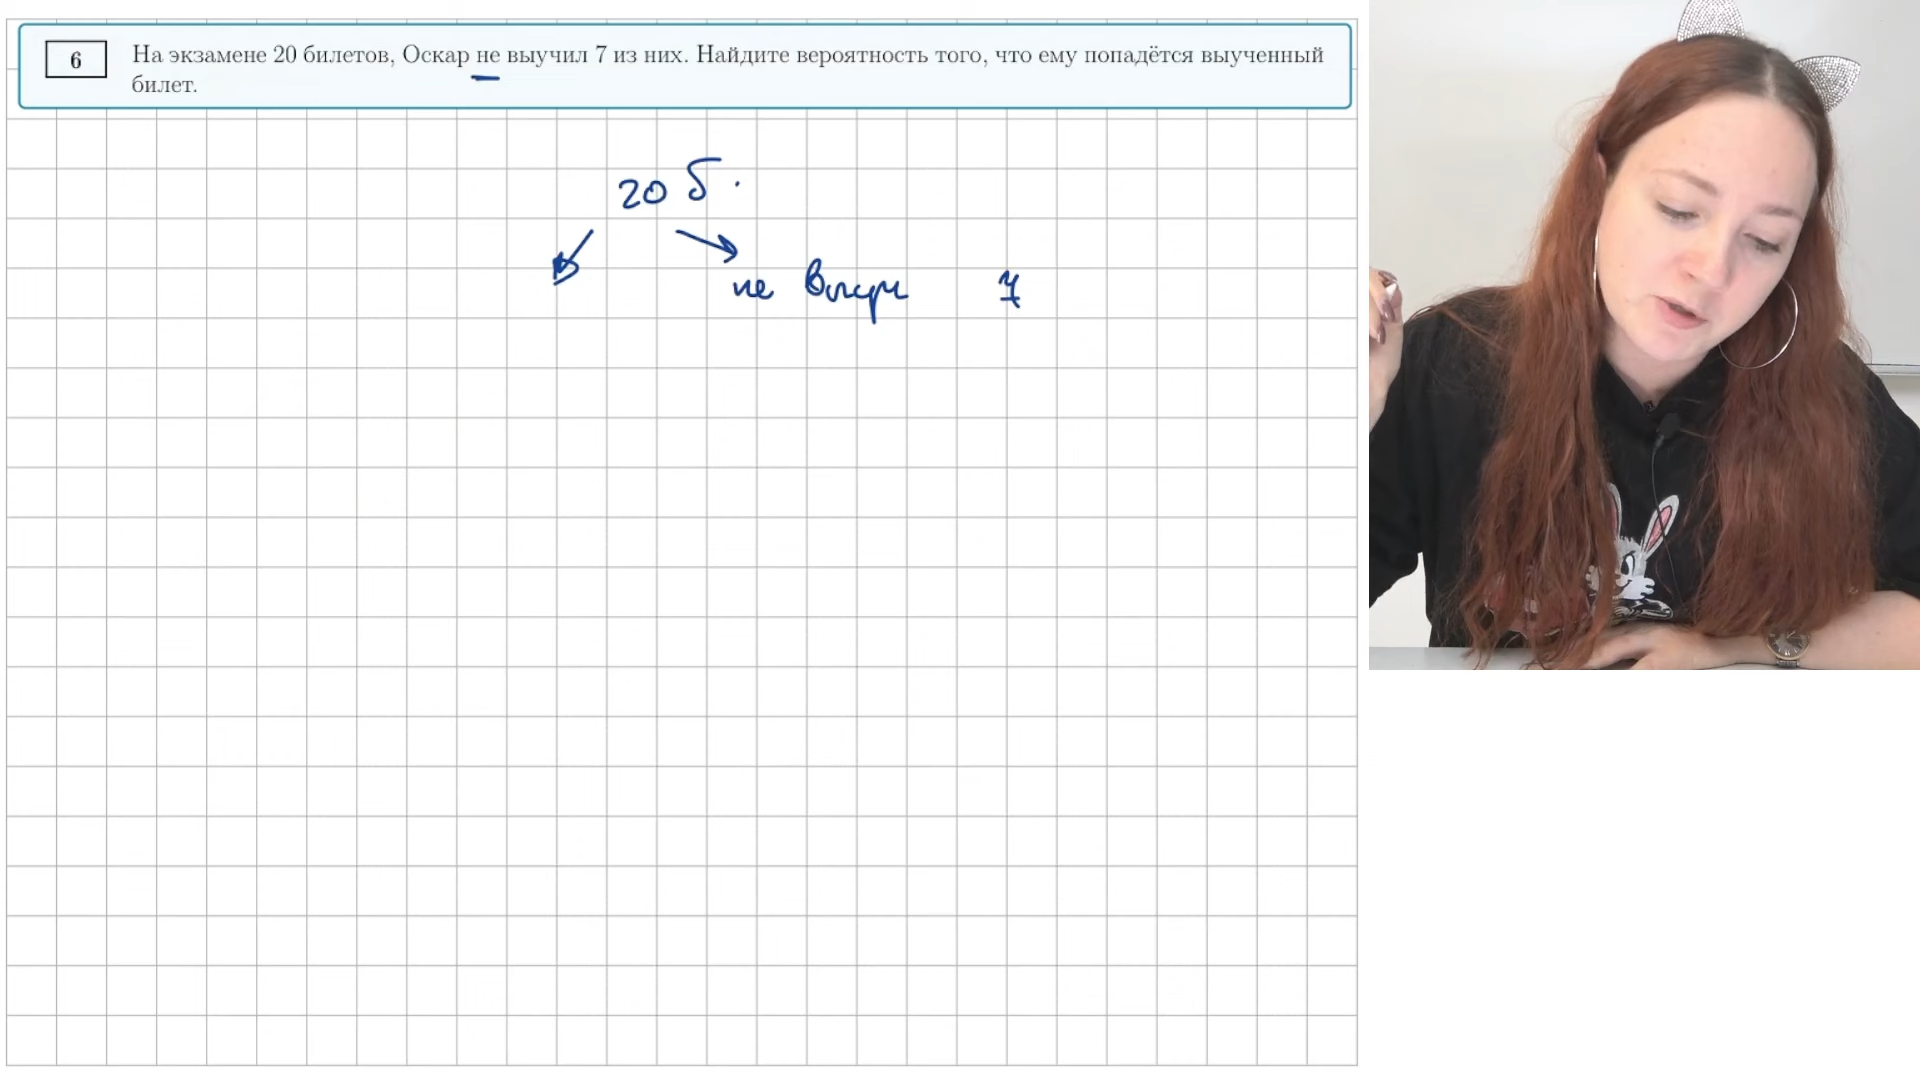 6
На экзамене 20 билетов, Оскар не выучил 7 из них. Найдите вероятность того, что ему попадётся выученный
билет.
20 б.
не 7